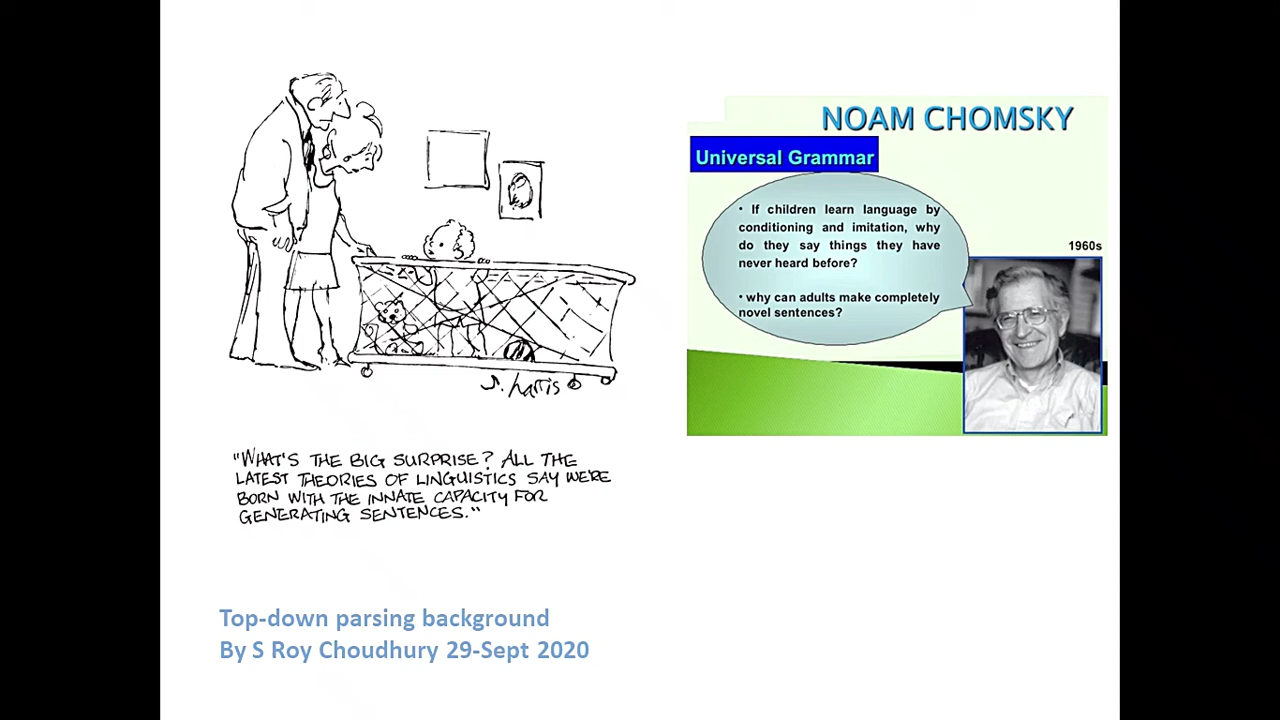 NOAM CHOMSKY
Universal Grammar
• If children learn language by
conditioning and imitation, why
do they say things they have
never heard before?
• why can adults make completely
novel sentences?
1960s
S. harris
"WHAT'S THE BIG SURPRISE? ALL THE
LATEST THEORIES OF LINGUISTICS SAY WE'RE
BORN WITH THE INNATE CAPACITY FOR
GENERATING SENTENCES."
Top-down parsing background
By S Roy Choudhury 29-Sept 2020